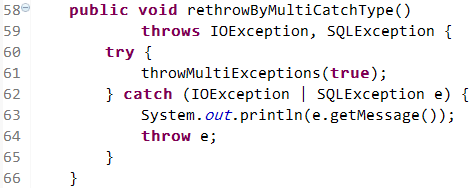 58 public void rethrowByMultiCatchType()
59 throws IOException, SQLException {
60 try {
61 throwMultiExceptions(true);
62 } catch (IOException | SQLException e) {
63 System.out.println(e.getMessage());
64 throw e;
65 }
66 }